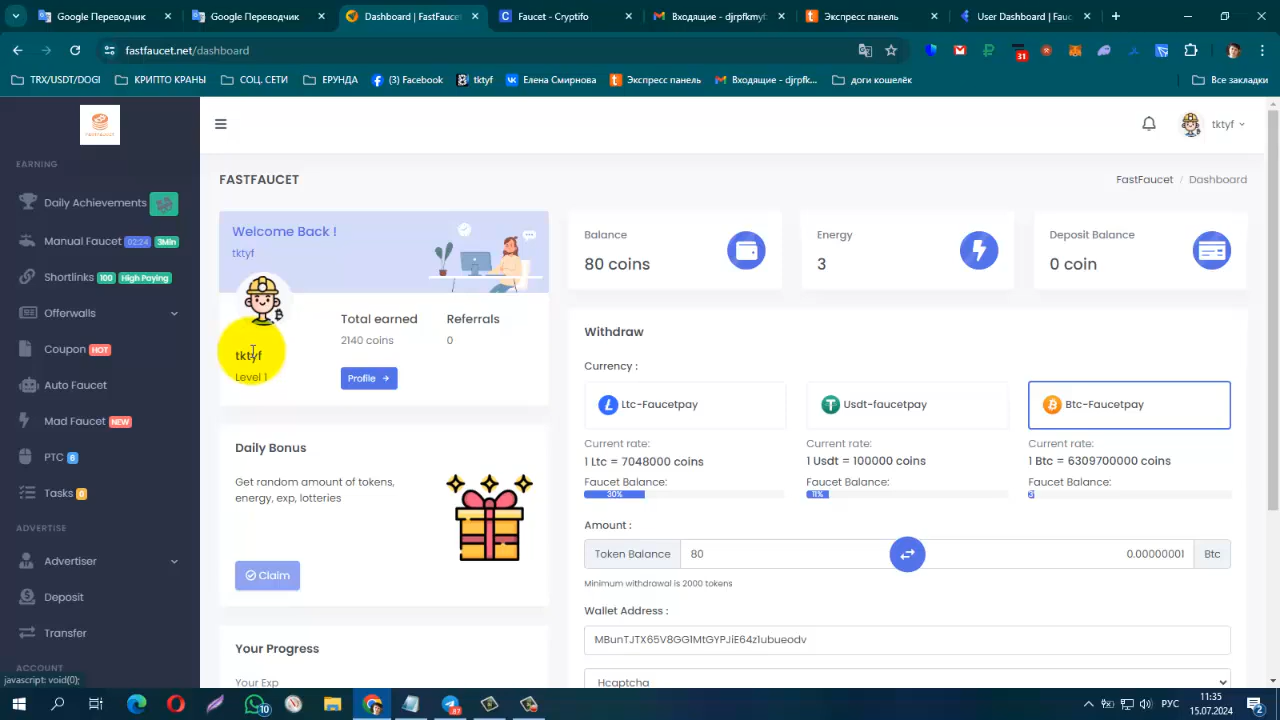 Google Переводчик
Google Переводчик
Dashboard | FastFaucet
Faucet - Cryptifo
Входящие - djrpfkmyf
Экспресс панель
User Dashboard | Fauc
fastfaucet.net/dashboard
31
TRX/USDT/DOGI
КРИПТО КРАНЫ
СОЦ. СЕТИ
ЕРУНДА
(3) Facebook
tktyf
Елена Смирнова
Экспресс панель
Входящие - djrpfk...
доги кошелёк
Все закладки
FASTFAUCET
tktyf
EARNING
Daily Achievements
Manual Faucet 02:24 3Min
Shortlinks 100 High Paying
Offerwalls
Coupon HOT
Auto Faucet
Mad Faucet NEW
PTC 6
Tasks 0
ADVERTISE
Advertiser
Deposit
Transfer
ACCOUNT
javascript: void(0);
FASTFAUCET
FastFaucet / Dashboard
Welcome Back !
tktyf
tktyf
Level 1
Total earned
2140 coins
Referrals
0
Profile
Balance
80 coins
Energy
3
Deposit Balance
0 coin
Daily Bonus
Get random amount of tokens,
energy, exp, lotteries
Claim
Your Progress
Your Exp
Withdraw
Currency :
Ltc-Faucetpay
Current rate:
1 Ltc = 7048000 coins
Faucet Balance:
30%
Usdt-faucetpay
Current rate:
1 Usdt = 100000 coins
Faucet Balance:
11%
Btc-Faucetpay
Current rate:
1 Btc = 6309700000 coins
Faucet Balance:
Amount :
Token Balance 80 0.00000001 Btc
Minimum withdrawal is 2000 tokens
Wallet Address :
MBunTJTX65V8GG1MtGYPJiE64z1ubueodv
Hcaptcha
10
РУС
11:35
15.07.2024
2